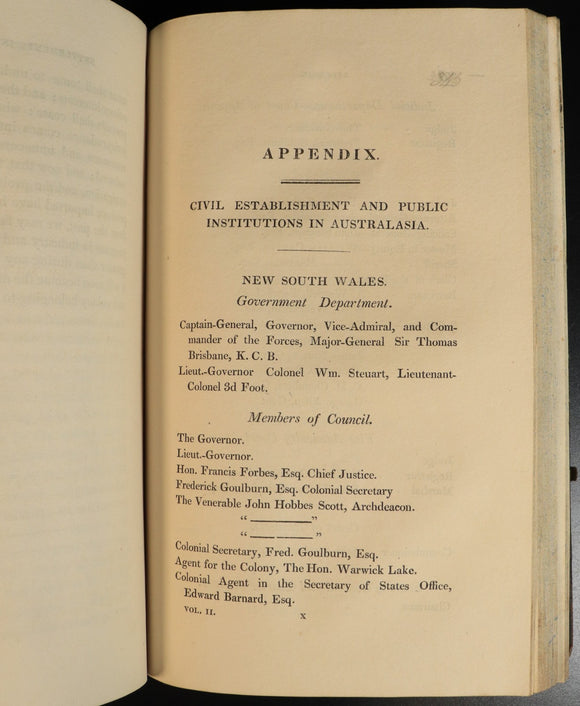 APPENDIX.
CIVIL ESTABLISHMENT AND PUBLIC
INSTITUTIONS IN AUSTRALASIA.
NEW SOUTH WALES.
Government Department.
Captain-General, Governor, Vice-Admiral, and Com-
mander of the Forces, Major-General Sir Thomas
Brisbane, K. C. B.
Lieut.-Governor Colonel Wm. Steuart, Lieutenant-
Colonel 3d Foot.
Members of Council.
The Governor.
Lieut.-Governor.
Hon. Francis Forbes, Esq. Chief Justice.
Frederick Goulburn, Esq. Colonial Secretary
The Venerable John Hobbes Scott, Archdeacon.
“ ———— ”
“ ———— ”
Colonial Secretary, Fred. Goulburn, Esq.
Agent for the Colony, The Hon. Warwick Lake.
Colonial Agent in the Secretary of States Office,
Edward Barnard, Esq.
VOL. II. X